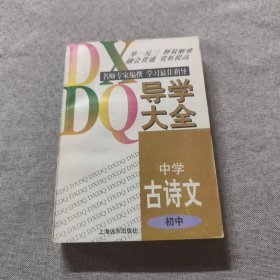 DX
举一反三 释疑解难
融会贯通 赏析提高
名师专家编撰 学习最佳指导
DQ
导学
大全
中学
古诗文
初中
上海远东出版社